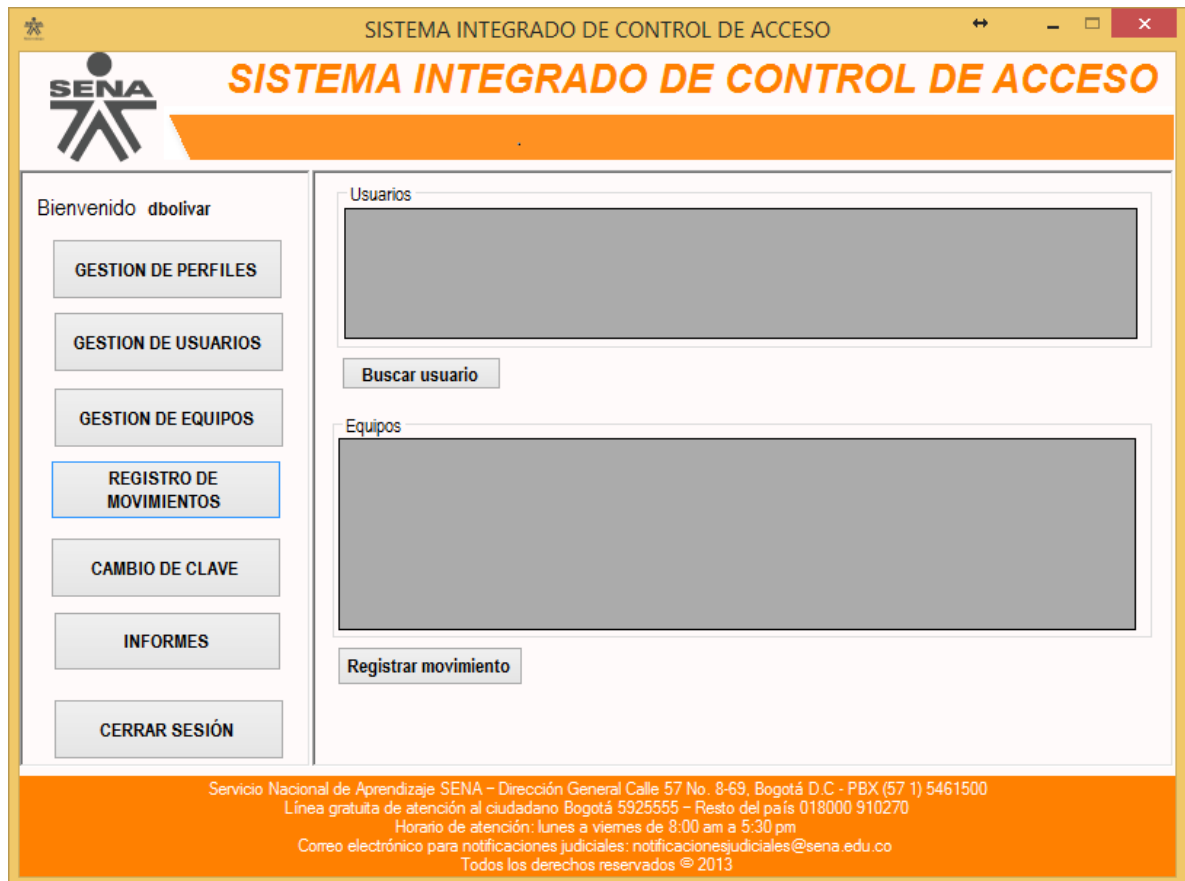 SISTEMA INTEGRADO DE CONTROL DE ACCESO
SENA
SISTEMA INTEGRADO DE CONTROL DE ACCESO
.
Bienvenido dbolivar
GESTION DE PERFILES
GESTION DE USUARIOS
GESTION DE EQUIPOS
REGISTRO DE
MOVIMIENTOS
CAMBIO DE CLAVE
INFORMES
CERRAR SESIÓN
Usuarios
Buscar usuario
Equipos
Registrar movimiento
Servicio Nacional de Aprendizaje SENA – Dirección General Calle 57 No. 8-69, Bogotá D.C - PBX (57 1) 5461500
Línea gratuita de atención al ciudadano Bogotá 5925555 – Resto del país 018000 910270
Horario de atención: lunes a viernes de 8:00 am a 5:30 pm
Correo electrónico para notificaciones judiciales: notificacionesjudiciales@sena.edu.co
Todos los derechos reservados © 2013